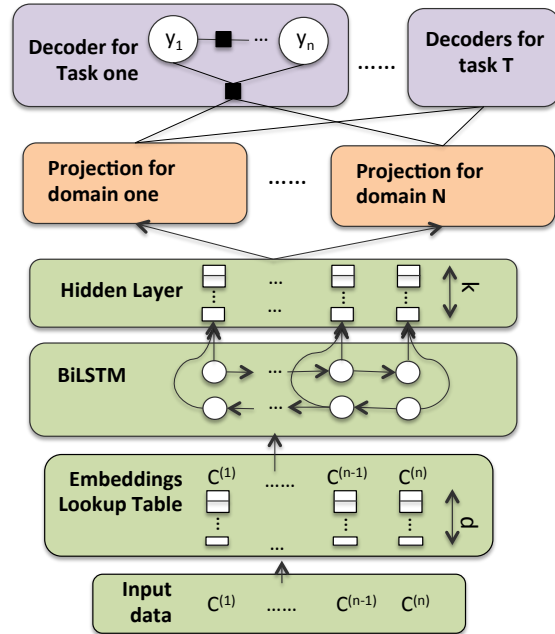 Decoder for Task one
y1 ... yn
......
Decoders for task T
Projection for domain one
......
Projection for domain N
Hidden Layer
...
...
k
BiLSTM
...
...
Embeddings Lookup Table
C(1) ...... C(n-1) C(n)
...
d
Input data
C(1) ...... C(n-1) C(n)